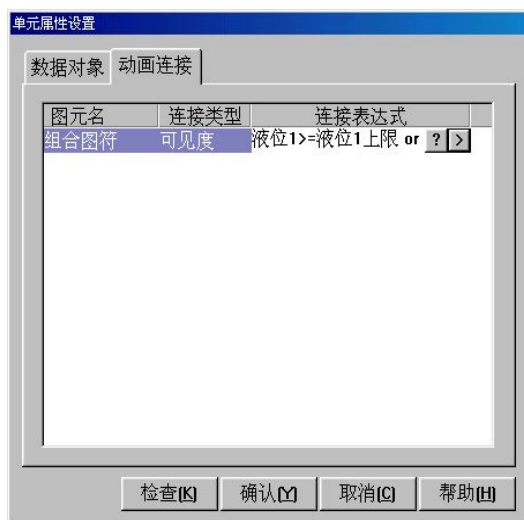 单元属性设置
数据对象 动画连接
图元名 连接类型 连接表达式
组合图符 可见度 液位1>=液位1上限 or ? >
检查(K) 确认(Y) 取消(C) 帮助(H)